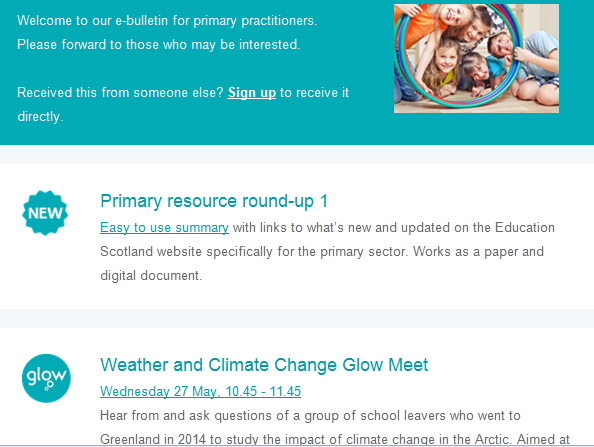 Welcome to our e-bulletin for primary practitioners.
Please forward to those who may be interested.
Received this from someone else? Sign up to receive it
directly.
NEW
Primary resource round-up 1
Easy to use summary with links to what's new and updated on the Education
Scotland website specifically for the primary sector. Works as a paper and
digital document.
glow
Weather and Climate Change Glow Meet
Wednesday 27 May, 10.45 - 11.45
Hear from and ask questions of a group of school leavers who went to
Greenland in 2014 to study the impact of climate change in the Arctic. Aimed at